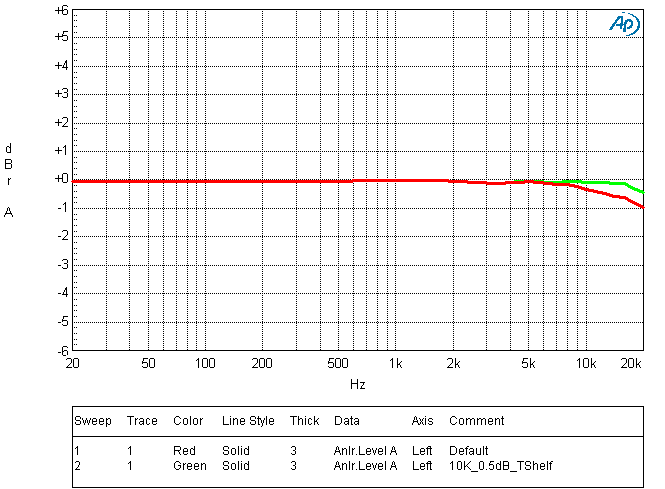 +6
+5
+4
+3
+2
+1
+0
-1
-2
-3
-4
-5
-6
d
B
r
A
Ap
20 50 100 200 500 1k 2k 5k 10k 20k
Hz
Sweep Trace Color Line Style Thick Data Axis Comment
1 1 Red Solid 3 Anlr.Level A Left Default
2 1 Green Solid 3 Anlr.Level A Left 10K_0.5dB_TShelf